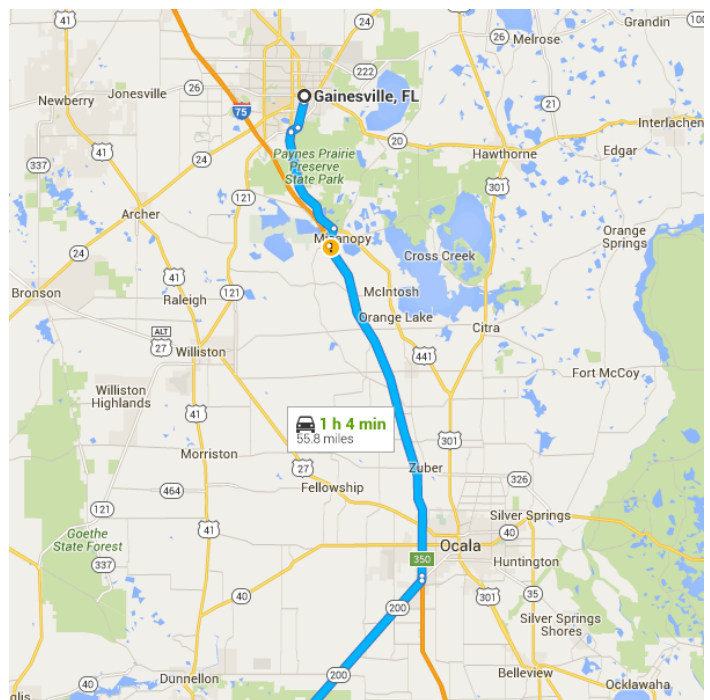 41
24
26
Grandin
100
Melrose
222
Jonesville
26
Gainesville, FL
Newberry
75
21
Interlachen
41
20
Paynes Prairie
Preserve
State Park
Hawthorne
Edgar
337
24
301
121
Archer
Orange
Springs
Micanopy
Cross Creek
24
41
McIntosh
Bronson
121
Raleigh
Orange Lake
Citra
ALT
27
Williston
441
Fort McCoy
Williston
Highlands
1 h 4 min
55.8 miles
41
301
Morriston
27
Zuber
464
Fellowship
326
121
Silver Springs
Goethe
State Forest
41
40
Ocala
350
Huntington
337
40
200
301
35
Silver Springs
Shores
200
Belleview
40
Dunnellon
Ocklawaha
glis